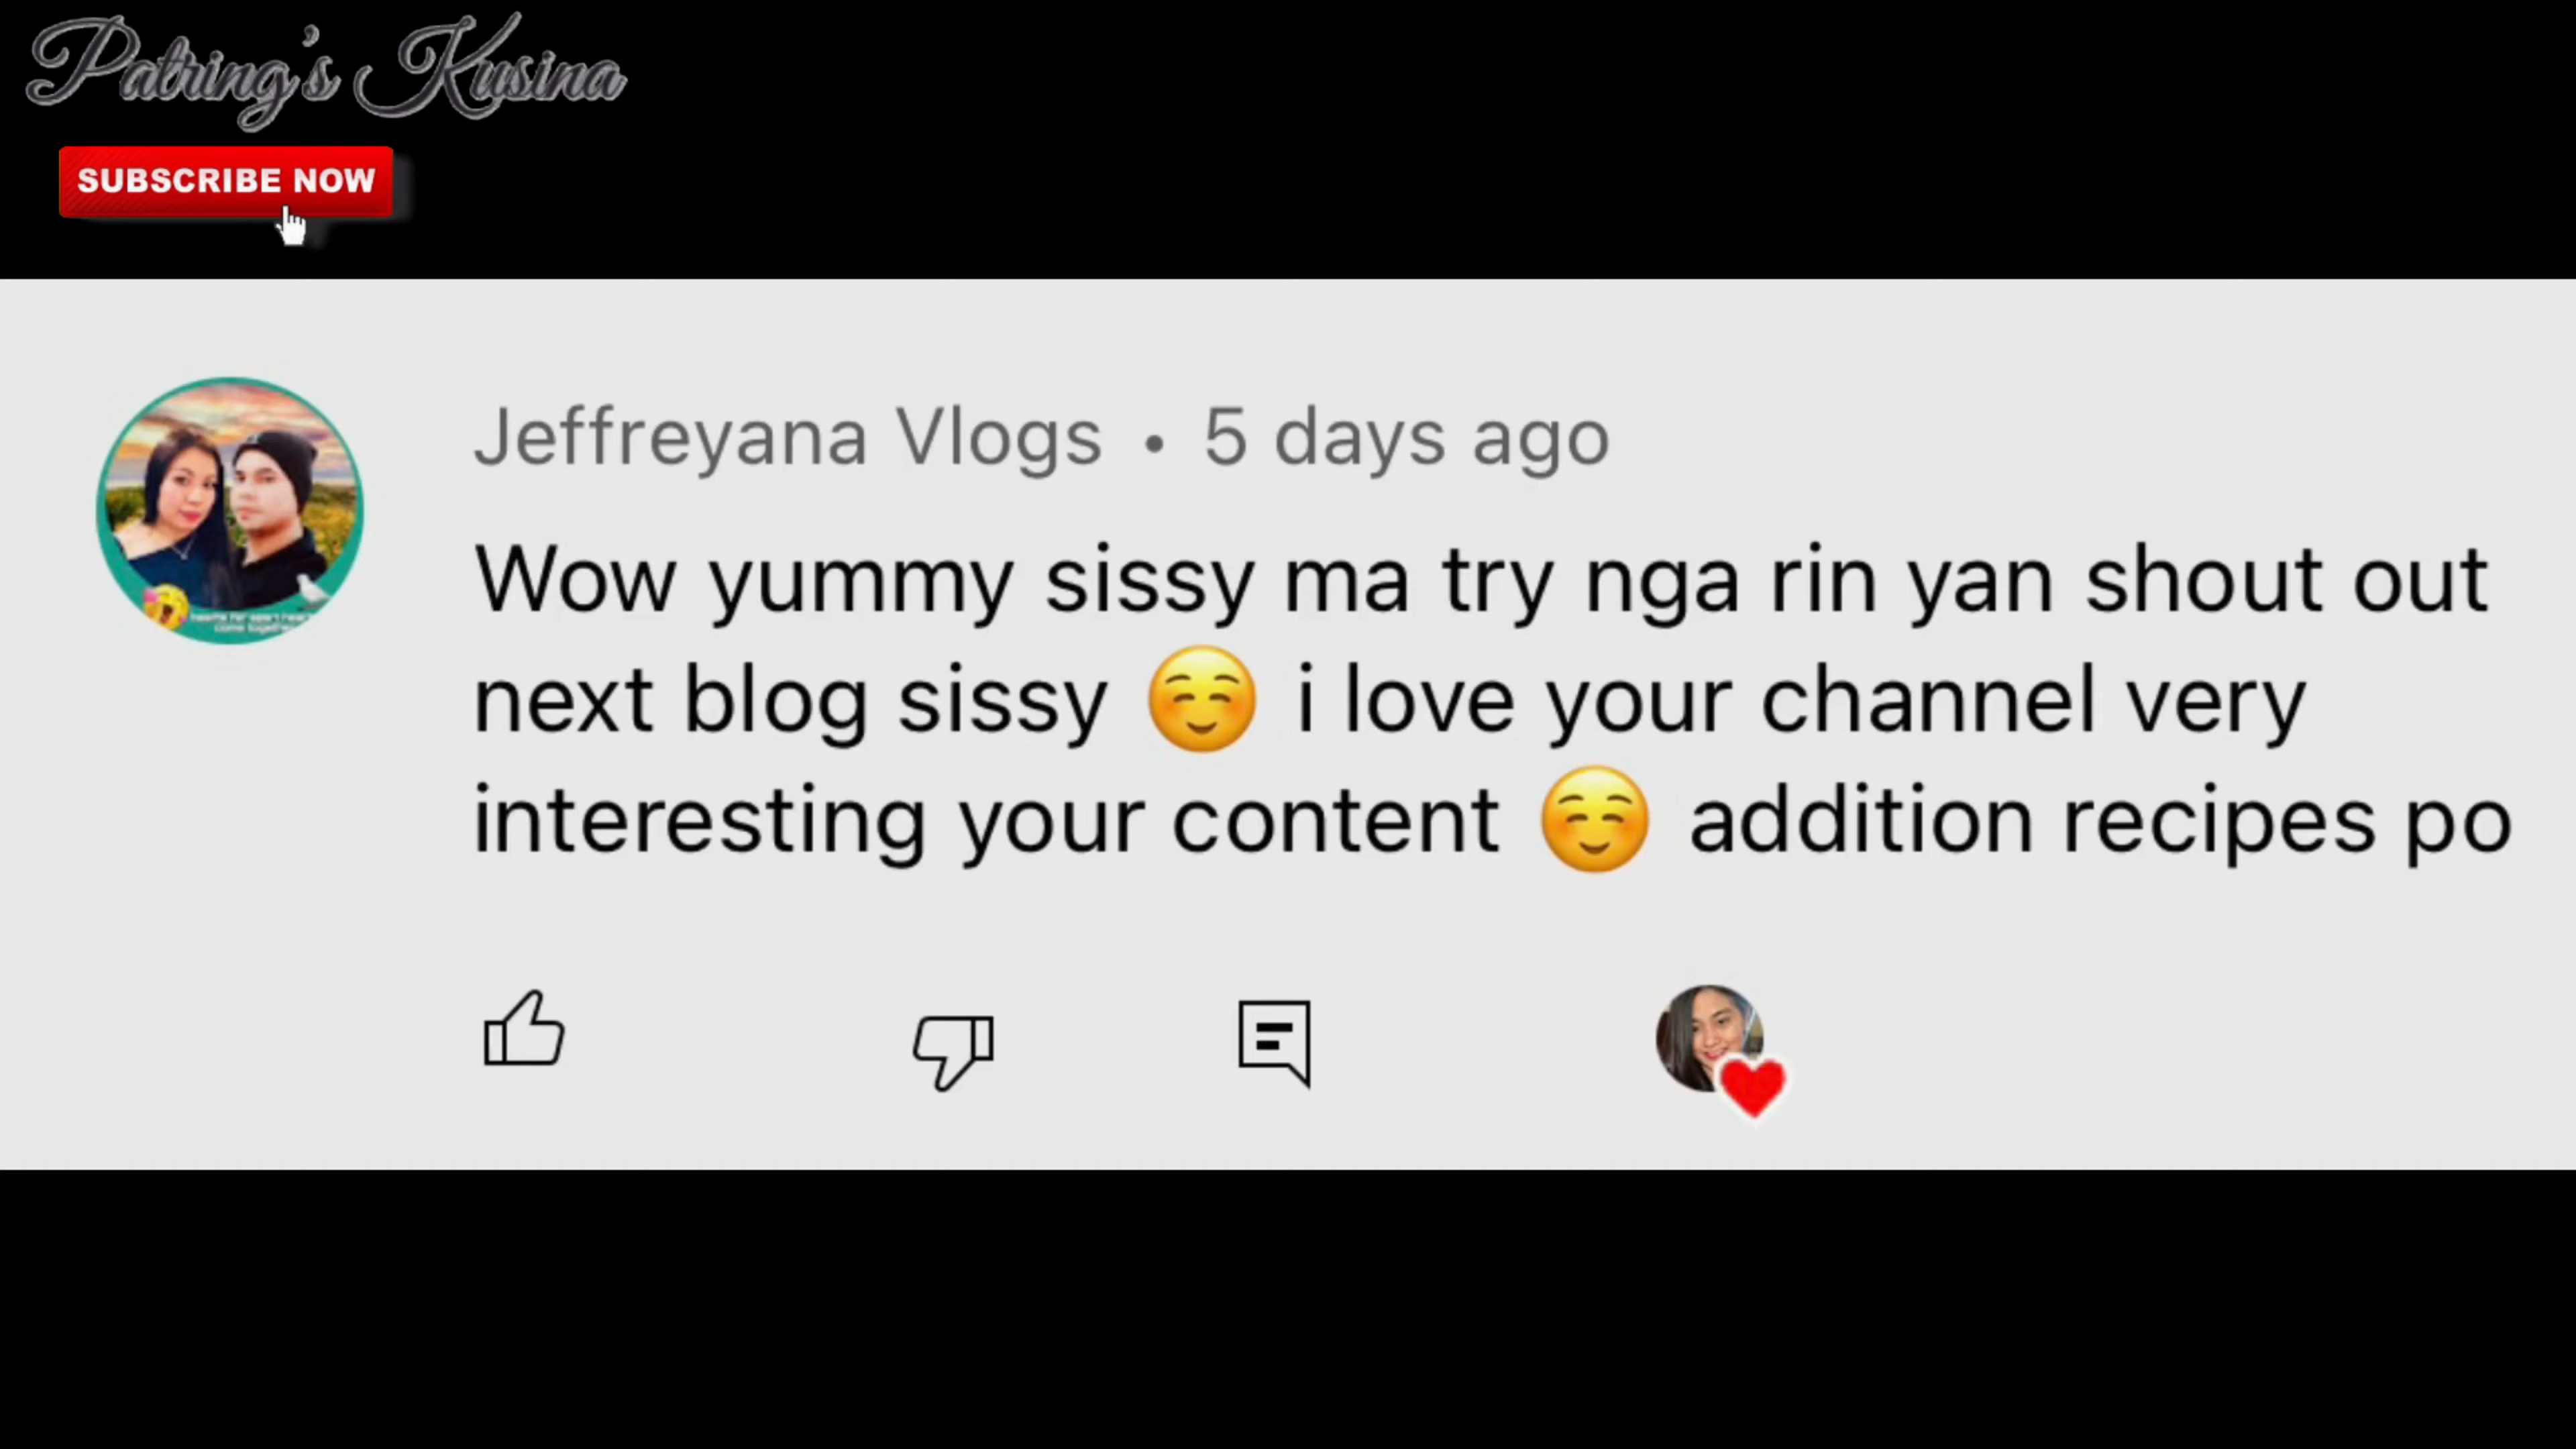 Patring's Kusina
SUBSCRIBE NOW
Jeffreyana Vlogs • 5 days ago
Wow yummy sissy ma try nga rin yan shout out
next blog sissy ☺️ i love your channel very
interesting your content ☺️ addition recipes po